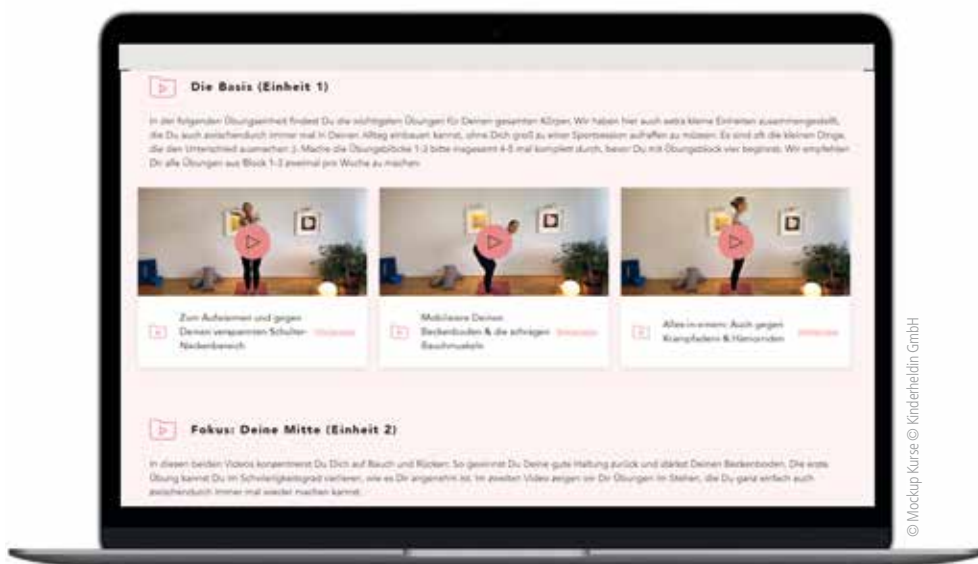 Die Basis (Einheit 1)
In der folgenden Übungseinheit findest Du die wichtigsten Übungen für Deinen gesamten Körper. Wir haben hier auch extra kleine Einheiten zusammengestellt,
die Du auch zwischendurch immer mal in Deinen Alltag einbauen kannst, ohne Dich groß zu einer Sportsession aufraffen zu müssen. Es sind oft die kleinen Dinge,
die den Unterschied ausmachen :). Mache die Übungsblöcke 1-3 bitte insgesamt 4-5 mal komplett durch, bevor Du mit Übungsblock vier beginnst. Wir empfehlen
Dir alle Übungen aus Block 1-3 zweimal pro Woche zu machen.
Zum Aufwärmen und gegen
Deinen verspannten Schulter-
Nackenbereich
Mobilisiere Deinen
Beckenboden & die schrägen
Bauchmuskeln
Alles in einem: Auch gegen
Krampfadern & Hämorriden
Fokus: Deine Mitte (Einheit 2)
In diesen beiden Videos konzentrierst Du Dich auf Bauch und Rücken: So gewinnst Du Deine gute Haltung zurück und stärkst Deinen Beckenboden. Die erste
Übung kannst Du im Schwierigkeitsgrad variieren, wie es Dir angenehm ist. Im zweiten Video zeigen wir Dir Übungen im Stehen, die Du ganz einfach auch
zwischendurch immer mal wieder machen kannst.
© Mockup Kurse © Kinderheldin GmbH